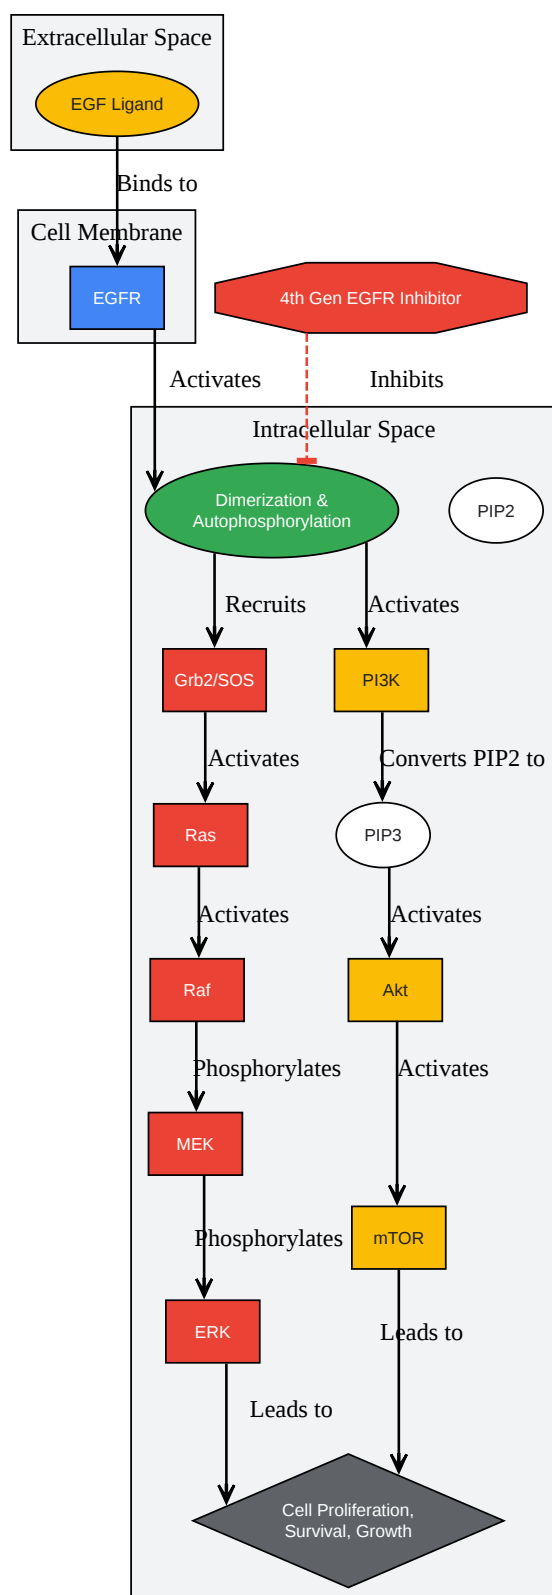 Extracellular Space
EGF Ligand
Binds to
Cell Membrane
EGFR
4th Gen EGFR Inhibitor
Activates
Inhibits
Intracellular Space
Dimerization &
Autophosphorylation
PIP2
Recruits
Activates
Grb2/SOS
PI3K
Activates
Converts PIP2 to
Ras
PIP3
Activates
Activates
Raf
Akt
Phosphorylates
Activates
MEK
Phosphorylates
mTOR
ERK
Leads to
Leads to
Cell Proliferation,
Survival, Growth